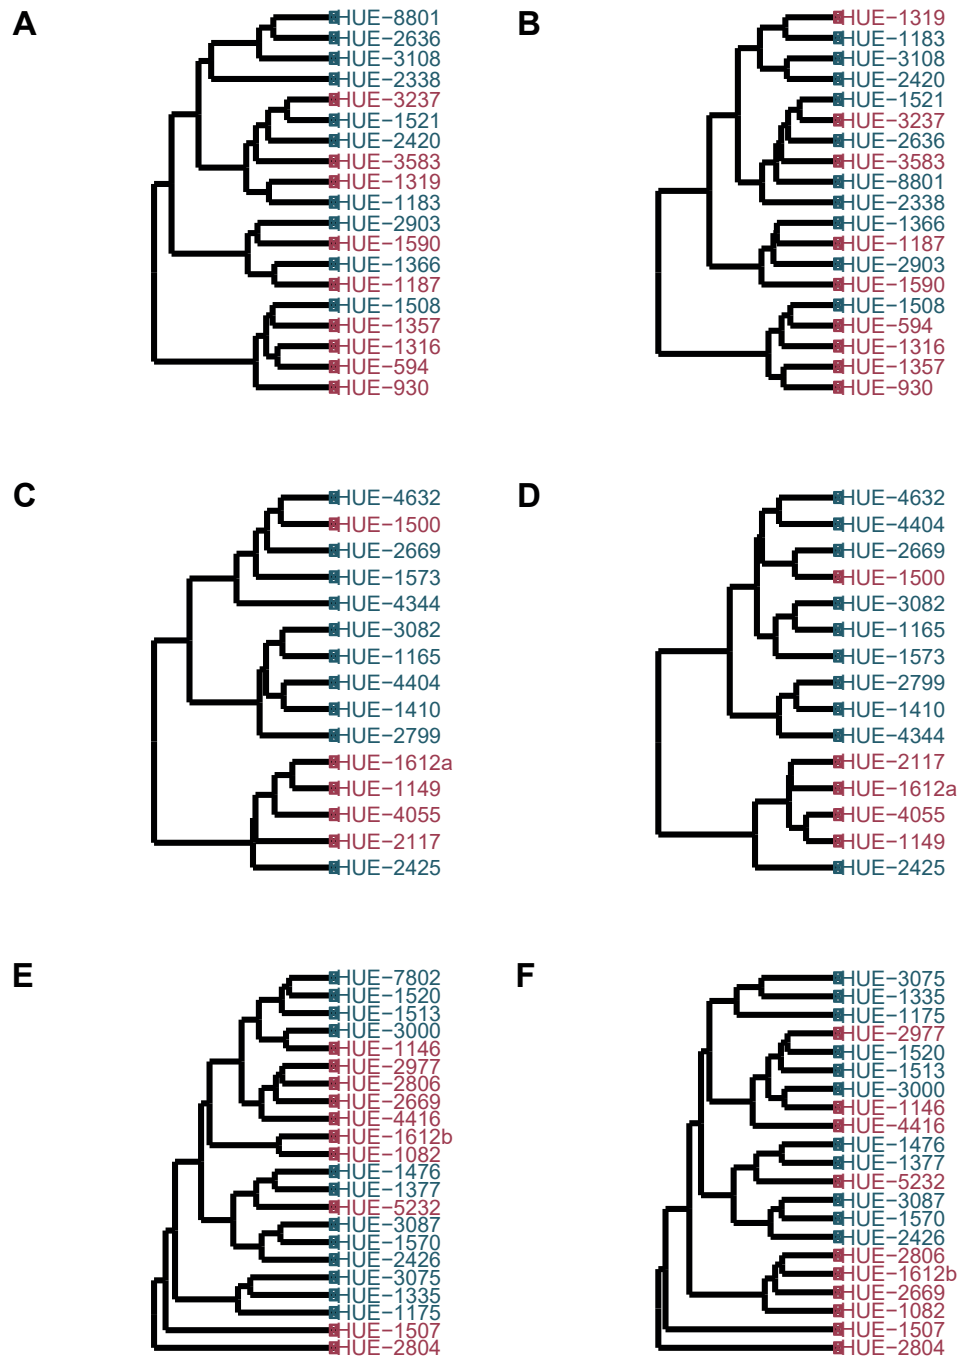 A
HUE-8801
HUE-2636
HUE-3108
HUE-2338
HUE-3237
HUE-1521
HUE-2420
HUE-3583
HUE-1319
HUE-1183
HUE-2903
HUE-1590
HUE-1366
HUE-1187
HUE-1508
HUE-1357
HUE-1316
HUE-594
HUE-930
B
HUE-1319
HUE-1183
HUE-3108
HUE-2420
HUE-1521
HUE-3237
HUE-2636
HUE-3583
HUE-8801
HUE-2338
HUE-1366
HUE-1187
HUE-2903
HUE-1590
HUE-1508
HUE-594
HUE-1316
HUE-1357
HUE-930
C
HUE-4632
HUE-1500
HUE-2669
HUE-1573
HUE-4344
HUE-3082
HUE-1165
HUE-4404
HUE-1410
HUE-2799
HUE-1612a
HUE-1149
HUE-4055
HUE-2117
HUE-2425
D
HUE-4632
HUE-4404
HUE-2669
HUE-1500
HUE-3082
HUE-1165
HUE-1573
HUE-2799
HUE-1410
HUE-4344
HUE-2117
HUE-1612a
HUE-4055
HUE-1149
HUE-2425
E
HUE-7802
HUE-1520
HUE-1513
HUE-3000
HUE-1146
HUE-2977
HUE-2806
HUE-2669
HUE-4416
HUE-1612b
HUE-1082
HUE-1476
HUE-1377
HUE-5232
HUE-3087
HUE-1570
HUE-2426
HUE-3075
HUE-1335
HUE-1175
HUE-1507
HUE-2804
F
HUE-3075
HUE-1335
HUE-1175
HUE-2977
HUE-1520
HUE-1513
HUE-3000
HUE-1146
HUE-4416
HUE-1476
HUE-1377
HUE-5232
HUE-3087
HUE-1570
HUE-2426
HUE-2806
HUE-1612b
HUE-2669
HUE-1082
HUE-1507
HUE-2804